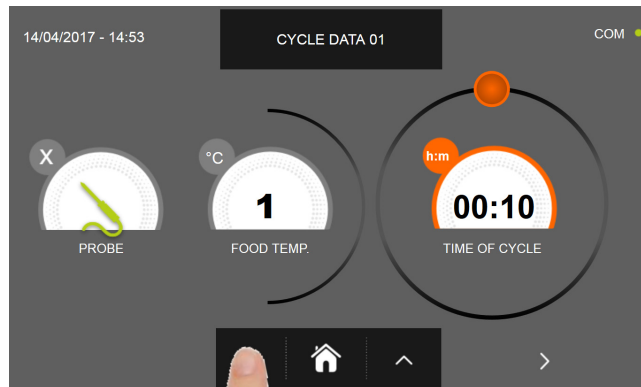 14/04/2017 - 14:53
CYCLE DATA 01
COM
X
°C
h:m
1
00:10
PROBE
FOOD TEMP.
TIME OF CYCLE